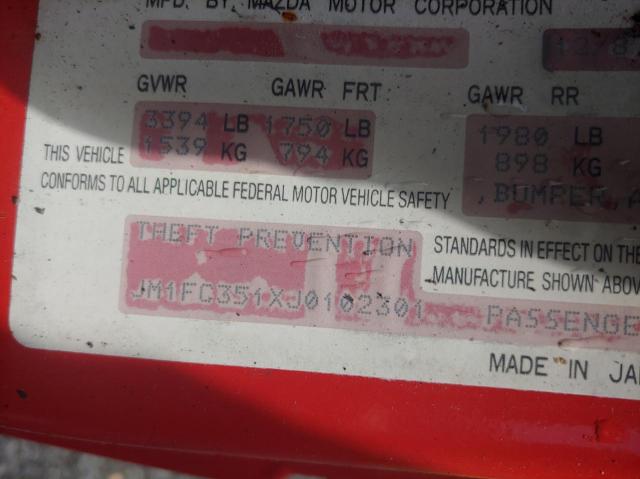 MFD. BY MAZDA MOTOR CORPORATION
GVWR GAWR FRT GAWR RR
3394 LB 1750 LB 1980 LB
1539 KG 794 KG 898 KG
THIS VEHICLE
CONFORMS TO ALL APPLICABLE FEDERAL MOTOR VEHICLE SAFETY , BUMPER, A
THEFT PREVENTION STANDARDS IN EFFECT ON THE
MANUFACTURE SHOWN ABOV
JM1FC351XJ0102301 PASSENGE
MADE IN JA